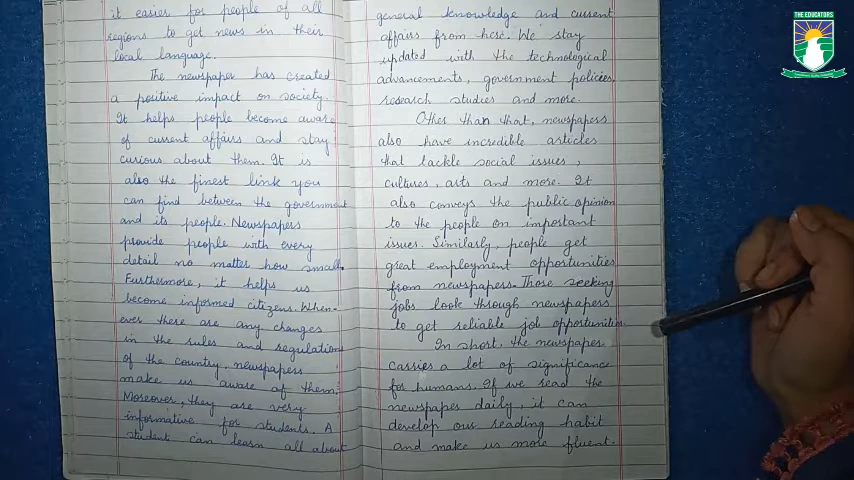 it easier for people of all
regions to get news in their
local language.
The newspaper has created
a positive impact on society.
It helps people become aware
of current affairs and stay
curious about them. It is
also the finest link you
can find between the government
and its people. Newspapers
provide people with every
detail no matter how small.
Furthermore, it helps us
become informed citizens. When-
ever there are any changes
in the rules and regulations
of the country, newspapers
make us aware of them.
Moreover, they are very
informative for students. A
student can learn all about
general knowledge and current
affairs from here. We stay
updated with the technological
advancements, government policies,
research studies and more.
Other than that, newspapers
also have incredible articles
that tackle social issues,
cultures, arts and more. It
also conveys the public opinion
to the people on important
issues. Similarly, people get
great employment opportunities
from newspapers. Those seeking
jobs look through newspapers
to get reliable job opportunities.
In short, the newspaper
carries a lot of significance
for humans. If we read the
newspaper daily, it can
develop our reading habit
and make us more fluent.
THE EDUCATORS